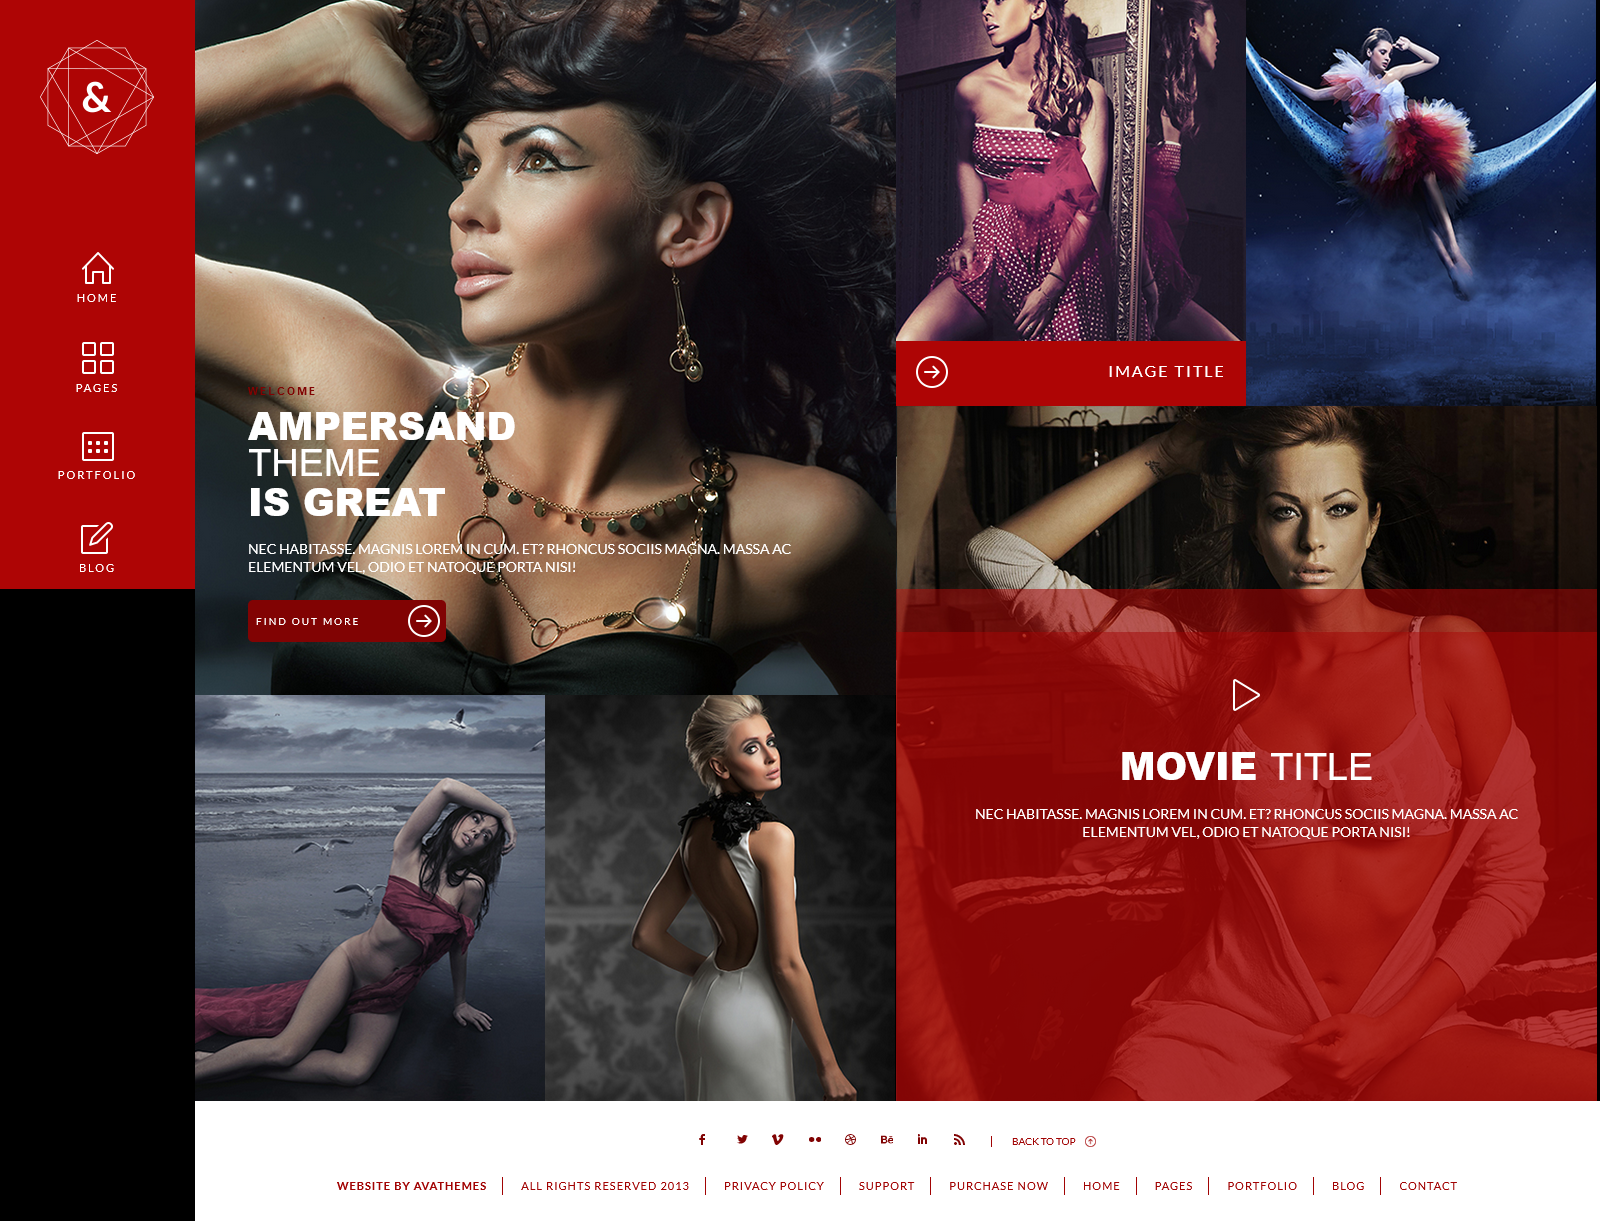 &
HOME
PAGES
PORTFOLIO
BLOG
WELCOME
AMPERSAND
THEME
IS GREAT
NEC HABITASSE. MAGNIS LOREM IN CUM. ET? RHONCUS SOCIIS MAGNA. MASSA AC
ELEMENTUM VEL, ODIO ET NATOQUE PORTA NISI!
FIND OUT MORE
IMAGE TITLE
MOVIE TITLE
NEC HABITASSE. MAGNIS LOREM IN CUM. ET? RHONCUS SOCIIS MAGNA. MASSA AC
ELEMENTUM VEL, ODIO ET NATOQUE PORTA NISI!
Bē
in
BACK TO TOP
WEBSITE BY AVATHEMES | ALL RIGHTS RESERVED 2013 | PRIVACY POLICY | SUPPORT | PURCHASE NOW | HOME | PAGES | PORTFOLIO | BLOG | CONTACT